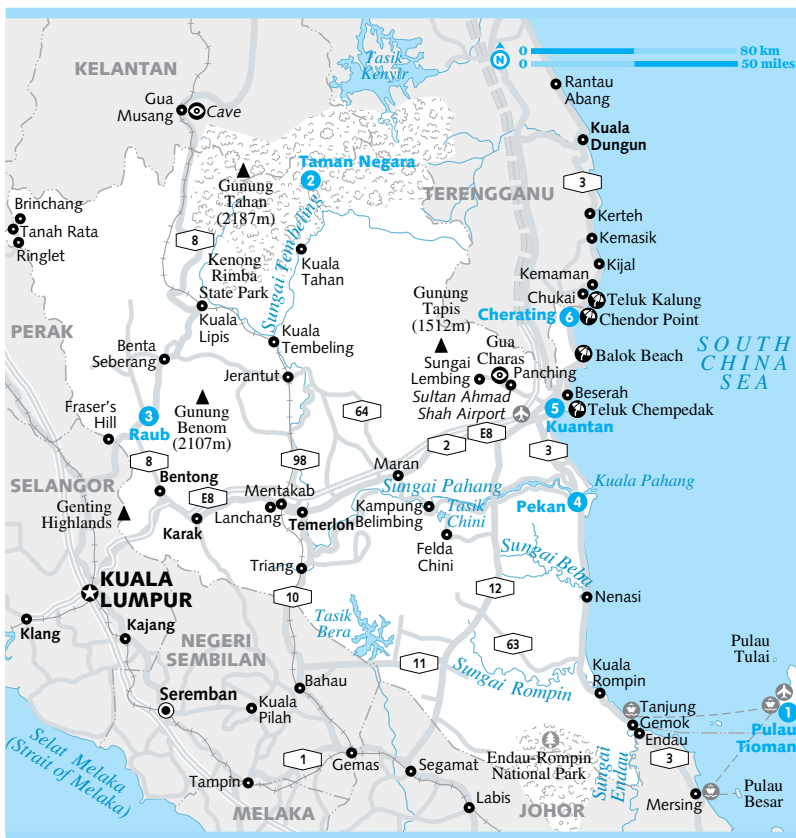 KELANTAN
Gua
Musang
Cave
Tasik
Kenyir
N
0
80 km
0
50 miles
Rantau
Abang
Kuala
Dungun
3
Taman Negara
2
Gunung
Tahan
(2187m)
TERENGGANU
Brinchang
Tanah Rata
Ringlet
8
Kenong
Rimba
State Park
Sungai Tembeling
Kuala
Tahan
Kerteh
Kemasik
Kijal
Kemaman
Chukai
Teluk Kalung
Cherating
6
Chendor Point
Gunung
Tapis
(1512m)
PERAK
Kuala
Lipis
Kuala
Tembeling
Benta
Seberang
Jerantut
Gua
Charas
Sungai
Lembing
Panching
Sultan Ahmad
Shah Airport
Balok Beach
SOUTH
CHINA
SEA
Beserah
5
Teluk Chempedak
Kuantan
Fraser's
Hill
3
Raub
Gunung
Benom
(2107m)
64
2
E8
3
8
98
Maran
SELANGOR
Bentong
E8
Genting
Highlands
Karak
Mentakab
Lanchang
Temerloh
Sungai Pahang
Kampung
Belimbing
Tasik
Chini
Felda
Chini
Kuala Pahang
Pekan
4
Triang
Sungai Beba
Nenasi
KUALA
LUMPUR
Klang
Kajang
10
Tasik
Bera
12
11
63
Sungai Rompin
NEGERI
SEMBILAN
Seremban
Kuala
Pilah
Bahau
Kuala
Rompin
Pulau
Tulai
1
Pulau
Tioman
Tanjung
Gemok
Endau
Sungai
Endau
3
Selat Melaka
(Strait of Melaka)
1
Gemas
Segamat
Endau-Rompin
National Park
Tampin
MELAKA
Labis
JOHOR
Mersing
Pulau
Besar